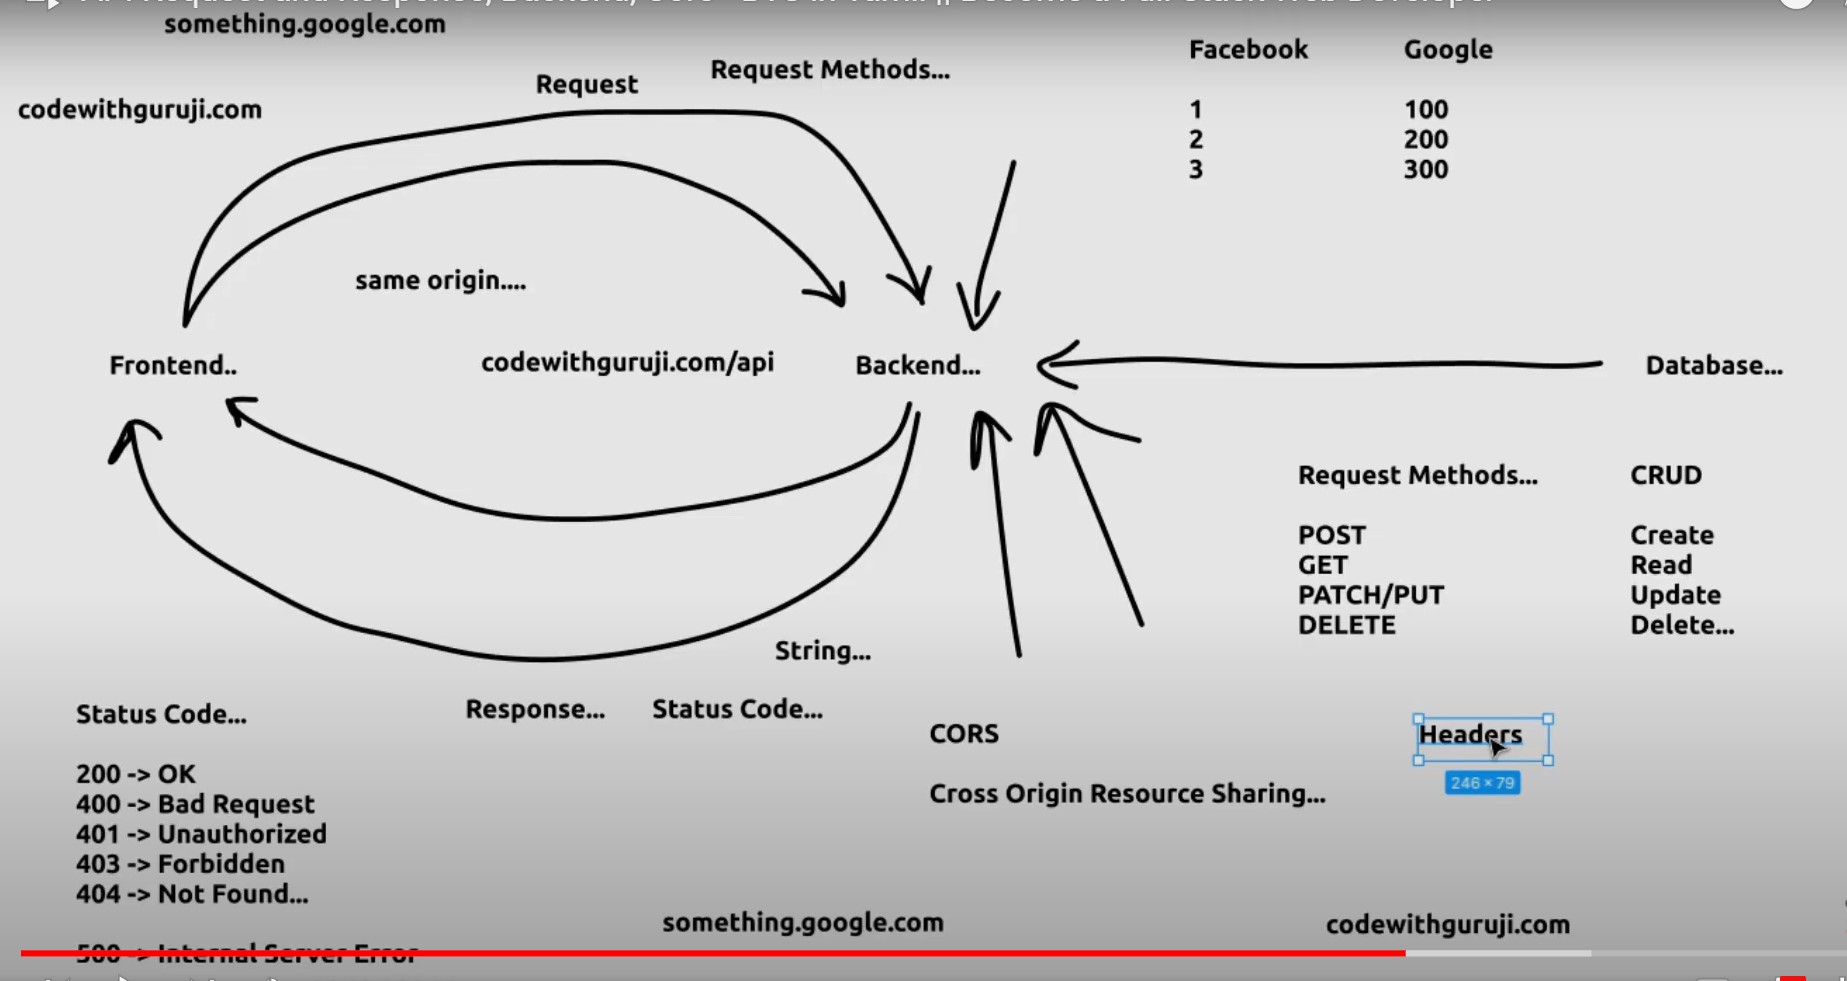 something.google.com
codewithguruji.com
Request
Request Methods...
Facebook Google
1 100
2 200
3 300
same origin....
Frontend..
codewithguruji.com/api
Backend...
Database...
Request Methods... CRUD
POST Create
GET Read
PATCH/PUT Update
DELETE Delete...
String...
Response...
Status Code...
Status Code...
200 -> OK
400 -> Bad Request
401 -> Unauthorized
403 -> Forbidden
404 -> Not Found...
500 -> Internal Server Error
CORS
Cross Origin Resource Sharing...
Headers
246 × 79
something.google.com
codewithguruji.com